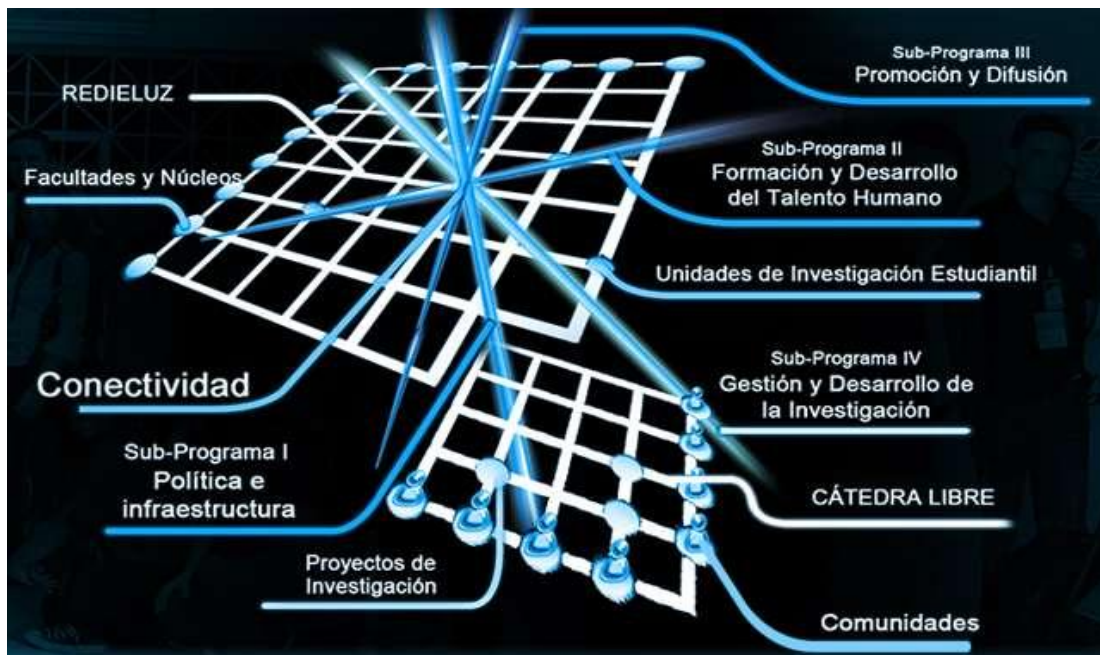 Sub-Programa III
Promoción y Difusión
REDIELUZ
Sub-Programa II
Formación y Desarrollo
del Talento Humano
Facultades y Núcleos
Unidades de Investigación Estudiantil
Conectividad
Sub-Programa IV
Gestión y Desarrollo de
la Investigación
Sub-Programa I
Política e
infraestructura
CÁTEDRA LIBRE
Proyectos de
Investigación
Comunidades